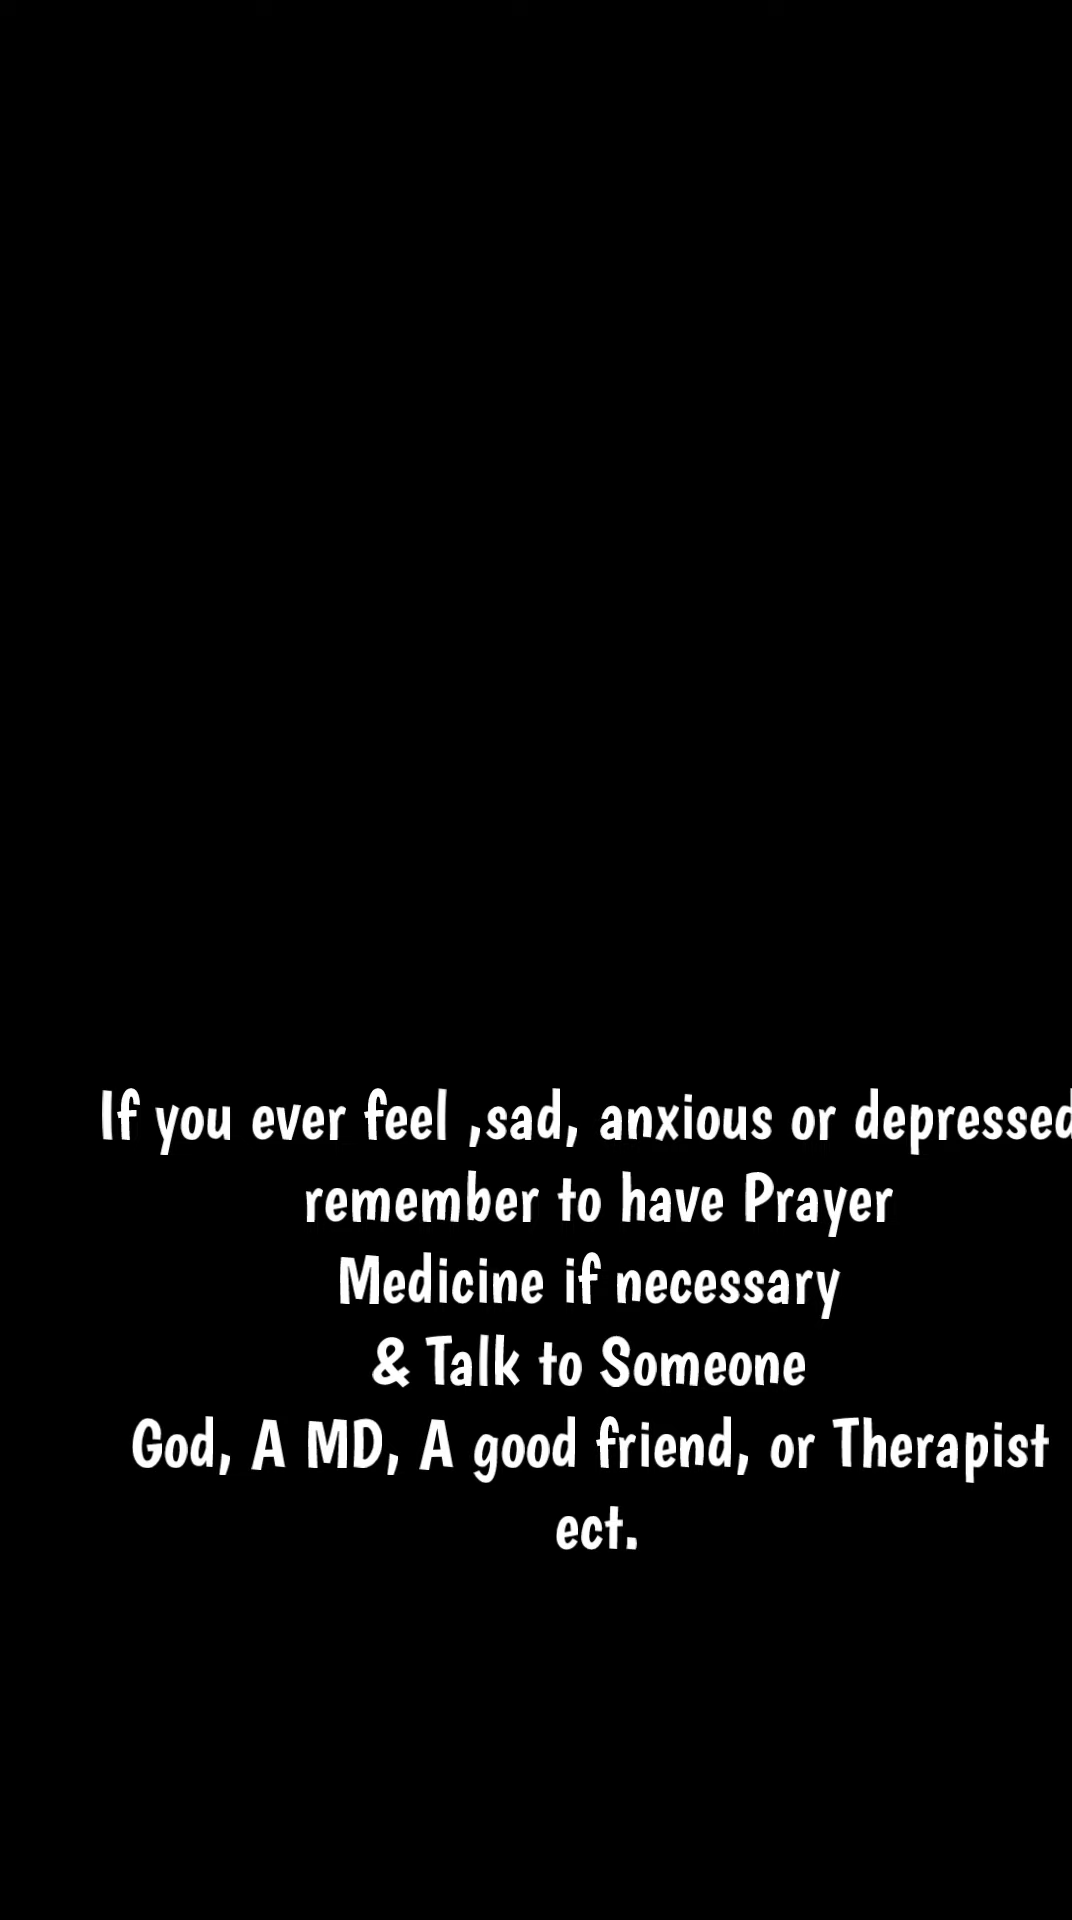 If you ever feel ,sad, anxious or depressed
remember to have Prayer
Medicine if necessary
& Talk to Someone
God, A MD, A good friend, or Therapist
ect.